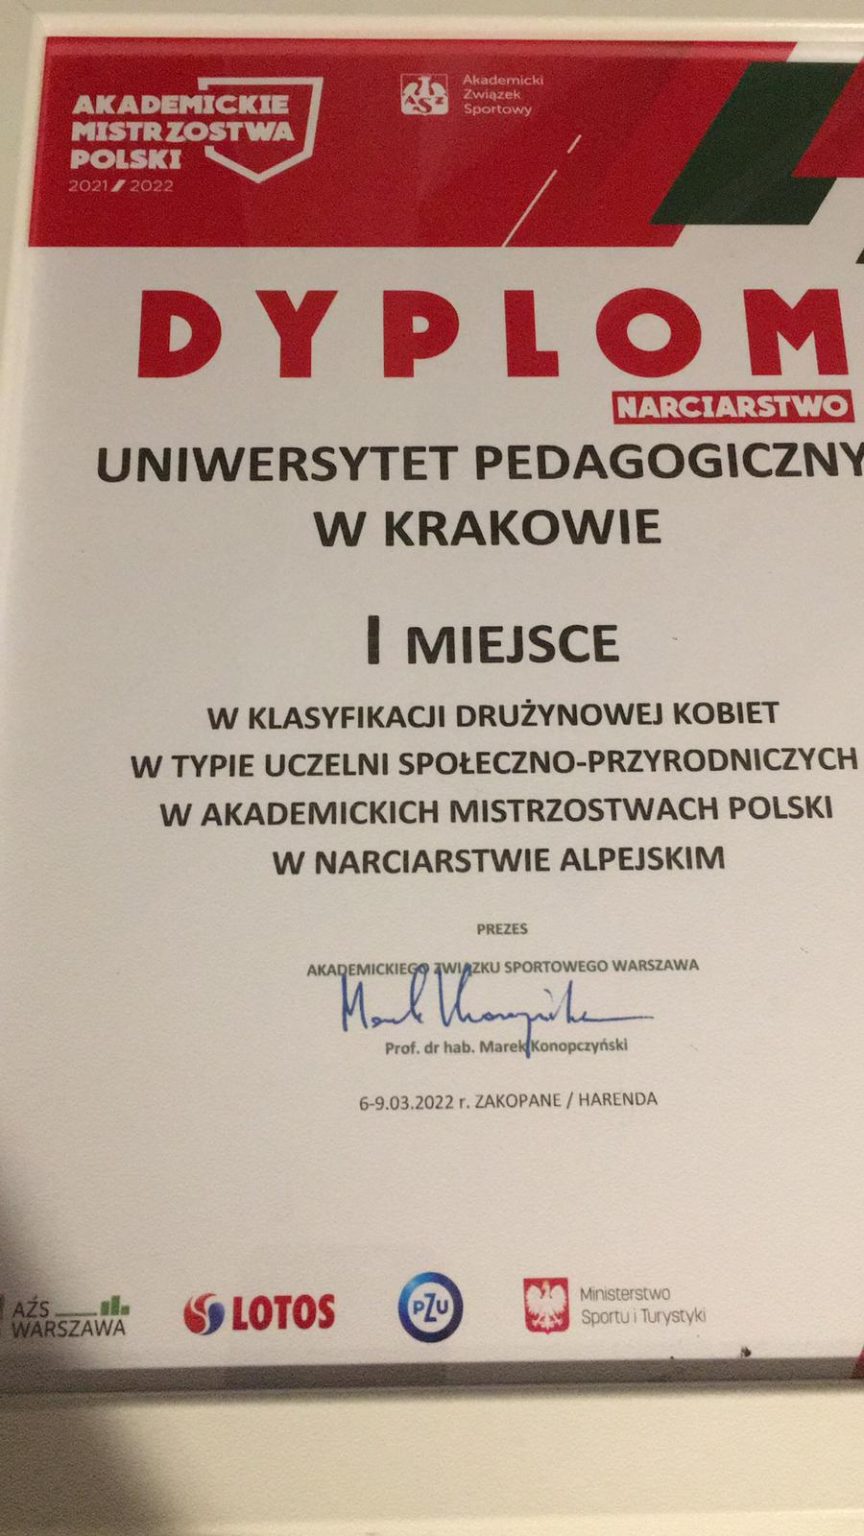 AKADEMICKIE
MISTRZOSTWA
POLSKI
2021/2022
AZS
Akademicki
Związek
Sportowy
DYPLOM
NARCIARSTWO
UNIWERSYTET PEDAGOGICZNY
W KRAKOWIE
I MIEJSCE
W KLASYFIKACJI DRUŻYNOWEJ KOBIET
W TYPIE UCZELNI SPOŁECZNO-PRZYRODNICZYCH
W AKADEMICKICH MISTRZOSTWACH POLSKI
W NARCIARSTWIE ALPEJSKIM
PREZES
AKADEMICKIEGO ZWIĄZKU SPORTOWEGO WARSZAWA
Prof. dr hab. Marek Konopczyński
6-9.03.2022 r. ZAKOPANE / HARENDA
AZS
WARSZAWA
LOTOS
PZU
Ministerstwo
Sportu i Turystyki